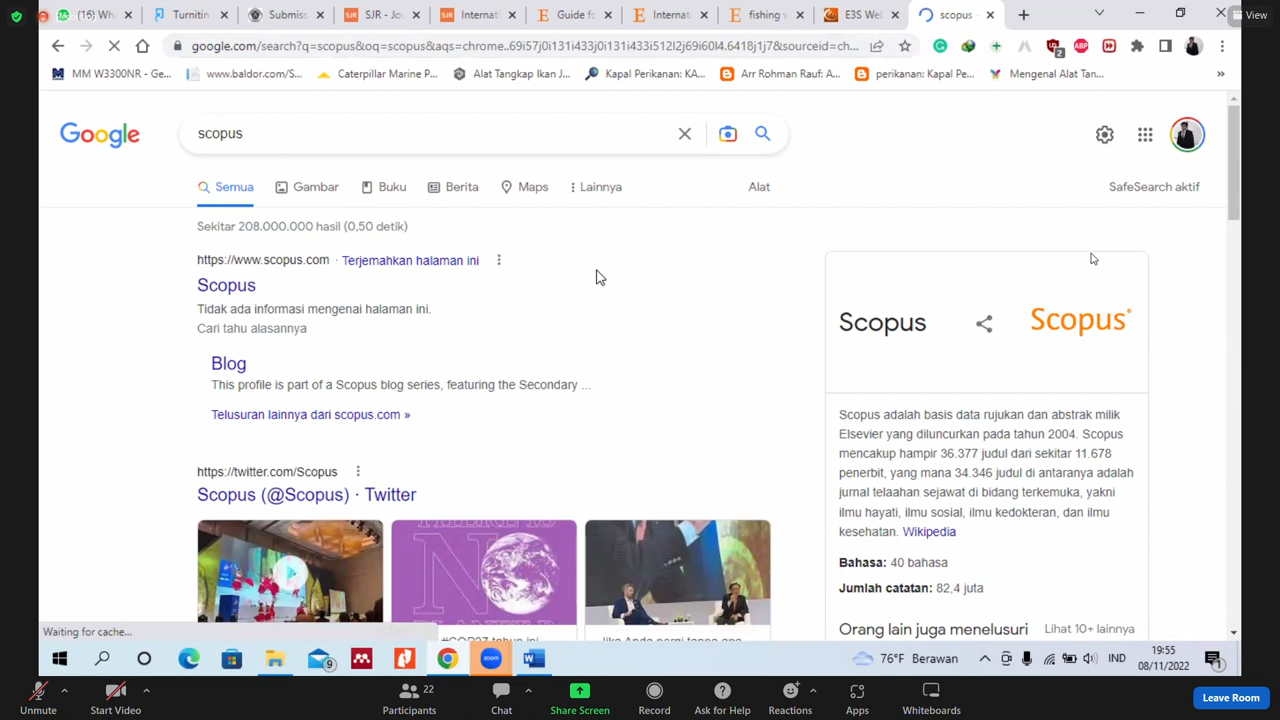 (16) Wha
Turnitin
Submiss
SJR - Jou
Internati
Guide fo
Internati
fishing v
E3S Wel
scopus -
View
google.com/search?q=scopus&oq=scopus&aqs=chrome..69i57j0i131i433j0i131i433i512l2j69i60l4.6418j1j7&sourceid=ch...
MM W3300NR - Ge...
www.baldor.com/S...
Caterpillar Marine P...
Alat Tangkap Ikan J...
Kapal Perikanan: KA...
Arr Rohman Rauf: A...
perikanan: Kapal Pe...
Mengenal Alat Tan...
»
Google
scopus
Semua
Gambar
Buku
Berita
Maps
Lainnya
Alat
SafeSearch aktif
Sekitar 208.000.000 hasil (0,50 detik)
https://www.scopus.com · Terjemahkan halaman ini
Scopus
Tidak ada informasi mengenai halaman ini.
Cari tahu alasannya
Blog
This profile is part of a Scopus blog series, featuring the Secondary ...
Telusuran lainnya dari scopus.com »
https://twitter.com/Scopus
Scopus (@Scopus) · Twitter
Scopus
Scopus®
Scopus adalah basis data rujukan dan abstrak milik
Elsevier yang diluncurkan pada tahun 2004. Scopus
mencakup hampir 36.377 judul dari sekitar 11.678
penerbit, yang mana 34.346 judul di antaranya adalah
jurnal telaahan sejawat di bidang terkemuka, yakni
ilmu hayati, ilmu sosial, ilmu kedokteran, dan ilmu
kesehatan. Wikipedia
Bahasa: 40 bahasa
Jumlah catatan: 82,4 juta
Orang lain juga menelusuri
Lihat 10+ lainnya
Waiting for cache...
9
76°F Berawan
IND
19:55
08/11/2022
1
Unmute
Start Video
22
Participants
Chat
Share Screen
Record
Ask for Help
Reactions
Apps
Whiteboards
Leave Room